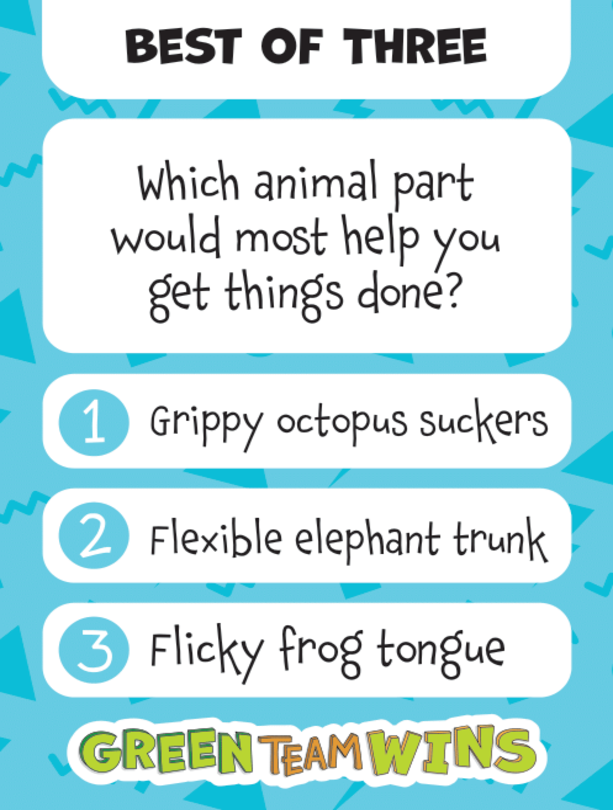 BEST OF THREE
Which animal part
would most help you
get things done?
1 Grippy octopus suckers
2 Flexible elephant trunk
3 Flicky frog tongue
GREEN TEAM WINS